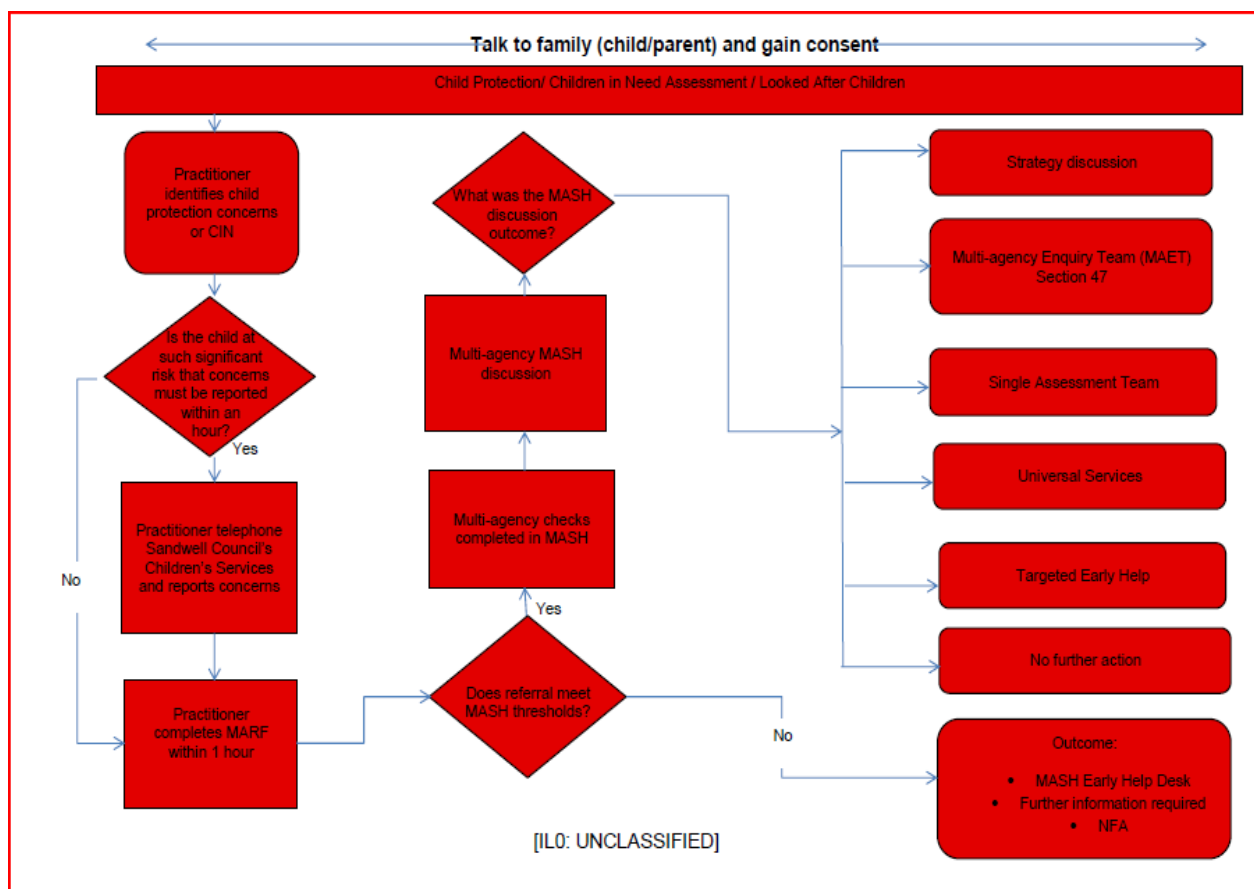 Talk to family (child/parent) and gain consent
Child Protection/ Children in Need Assessment / Looked After Children
Practitioner
identifies child
protection concerns
or CIN
Is the child at
such significant
risk that concerns
must be reported
within an
hour?
Yes
No
Practitioner telephone
Sandwell Council's
Children's Services
and reports concerns
Practitioner
completes MARF
within 1 hour
Does referral meet
MASH thresholds?
Yes
No
Multi-agency checks
completed in MASH
Multi-agency MASH
discussion
What was the MASH
discussion
outcome?
Strategy discussion
Multi-agency Enquiry Team (MAET)
Section 47
Single Assessment Team
Universal Services
Targeted Early Help
No further action
Outcome:
• MASH Early Help Desk
• Further information required
• NFA
[IL0: UNCLASSIFIED]